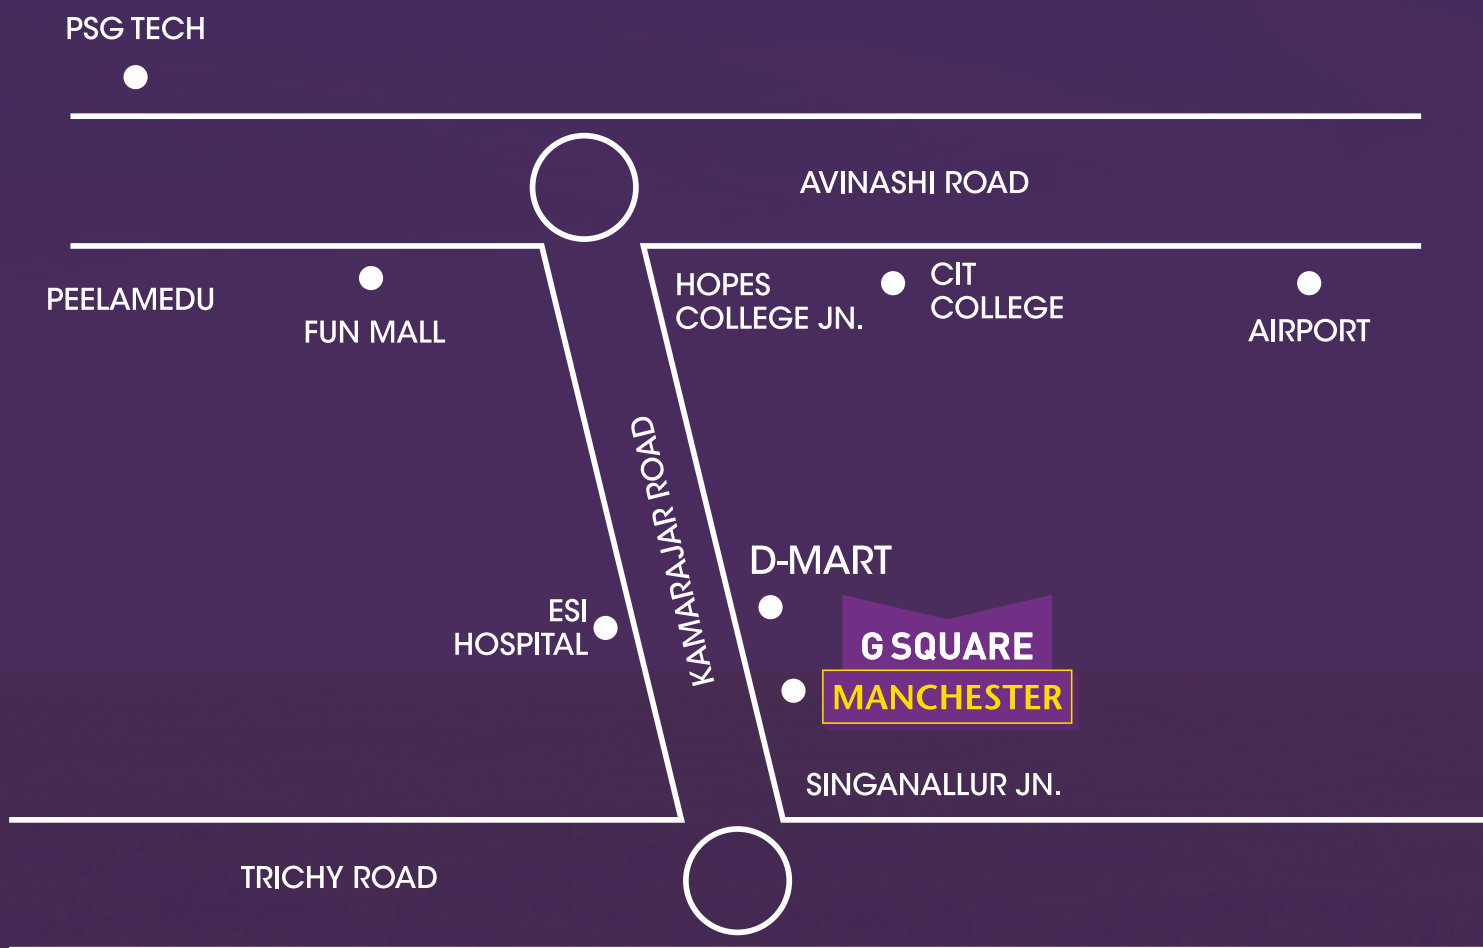 PSG TECH
AVINASHI ROAD
PEELAMEDU
FUN MALL
HOPES
COLLEGE JN.
CIT
COLLEGE
AIRPORT
KAMARAJAR ROAD
D-MART
ESI
HOSPITAL
G SQUARE
MANCHESTER
SINGANALLUR JN.
TRICHY ROAD